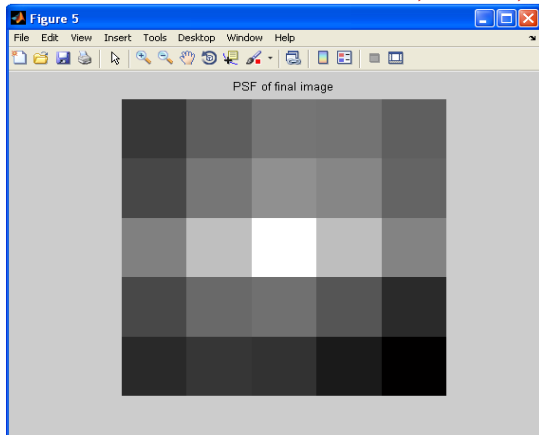 Figure 5
File Edit View Insert Tools Desktop Window Help
PSF of final image